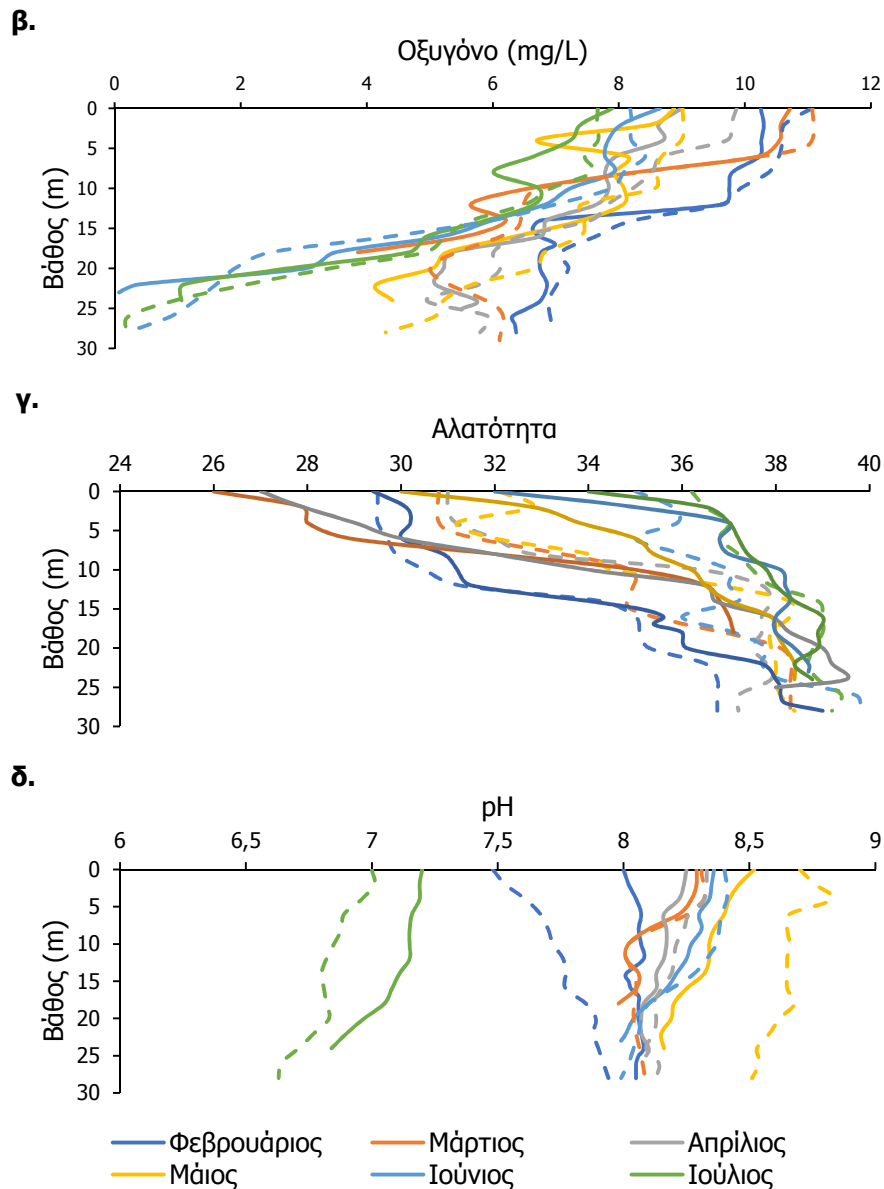 β.
Οξυγόνο (mg/L)
0 2 4 6 8 10 12
0
5
10
15
20
25
30
Βάθος (m)
γ.
Αλατότητα
24 26 28 30 32 34 36 38 40
0
5
10
15
20
25
30
Βάθος (m)
δ.
pH
6 6,5 7 7,5 8 8,5 9
0
5
10
15
20
25
30
Βάθος (m)
Φεβρουάριος Μάρτιος Απρίλιος
Μάιος Ιούνιος Ιούλιος